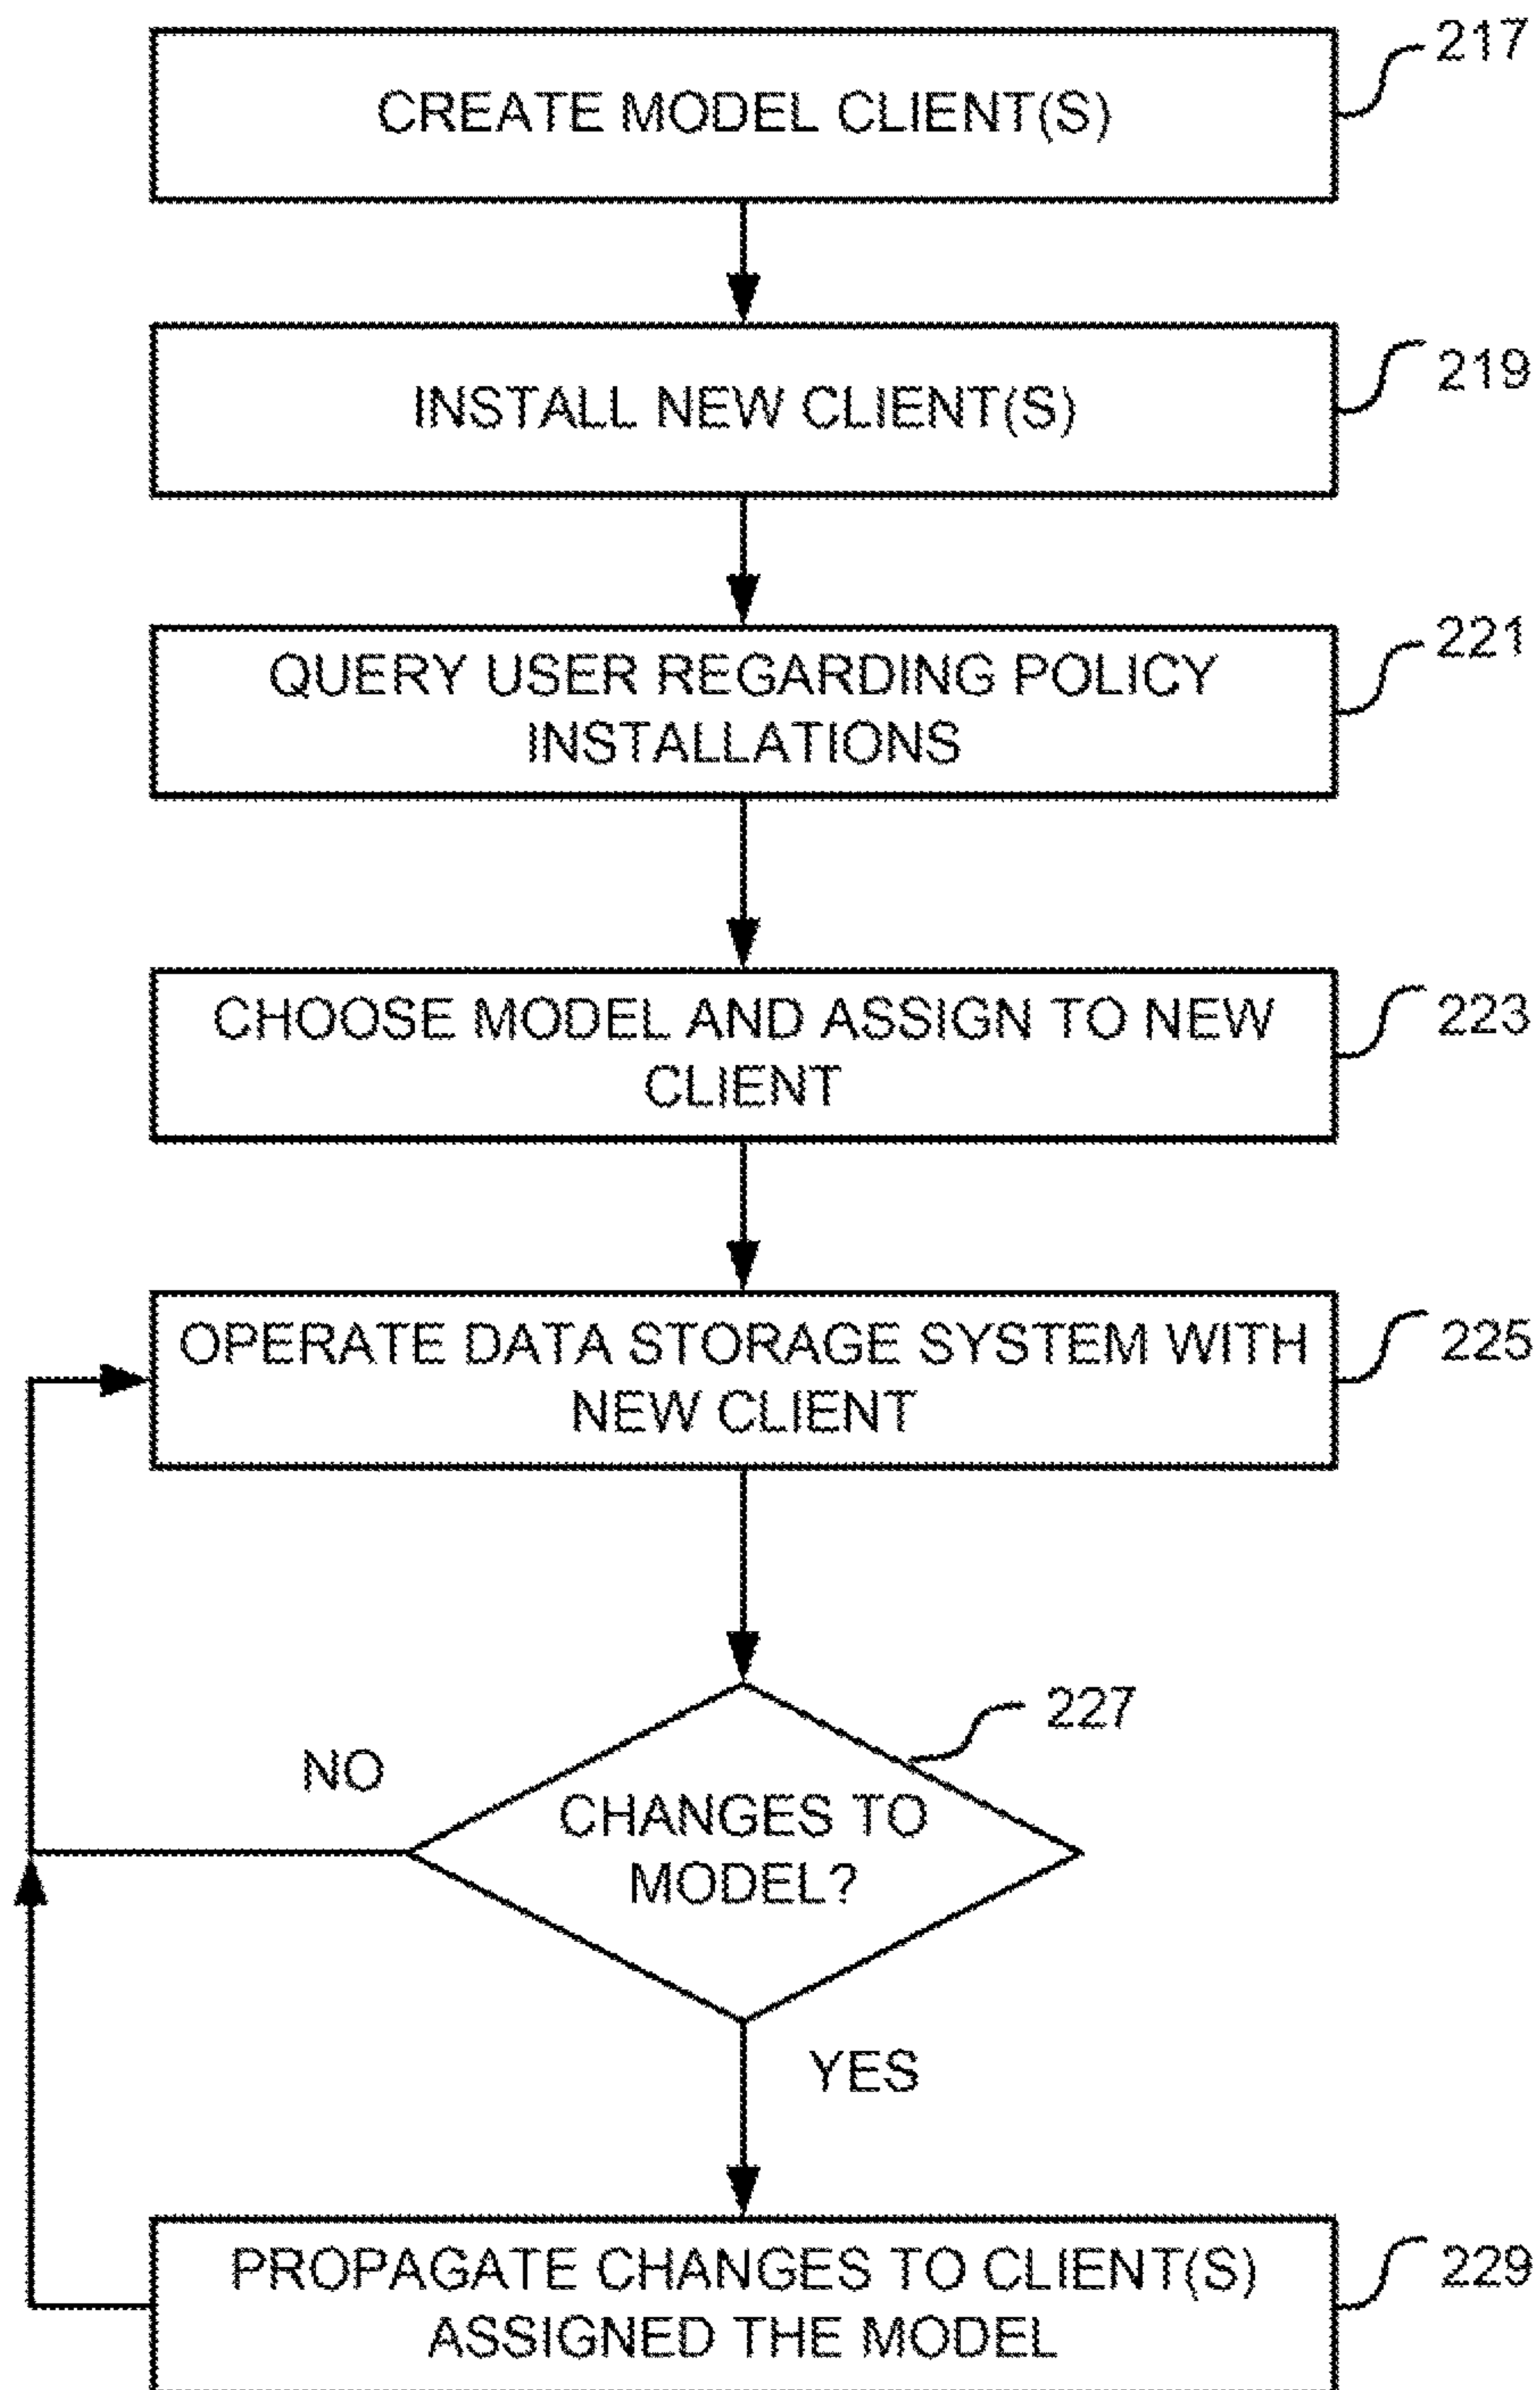 217
CREATE MODEL CLIENT(S)
219
INSTALL NEW CLIENT(S)
221
QUERY USER REGARDING POLICY
INSTALLATIONS
223
CHOOSE MODEL AND ASSIGN TO NEW
CLIENT
225
OPERATE DATA STORAGE SYSTEM WITH
NEW CLIENT
227
NO
CHANGES TO
MODEL?
YES
229
PROPAGATE CHANGES TO CLIENT(S)
ASSIGNED THE MODEL